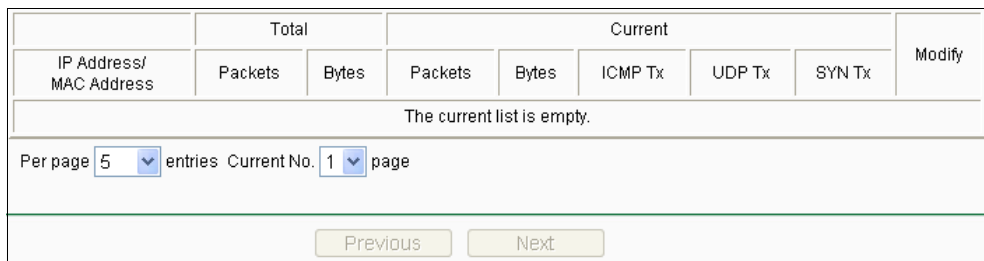 Total Current Modify
IP Address/
MAC Address Packets Bytes Packets Bytes ICMP Tx UDP Tx SYN Tx
The current list is empty.
Per page 5 entries Current No. 1 page
Previous Next